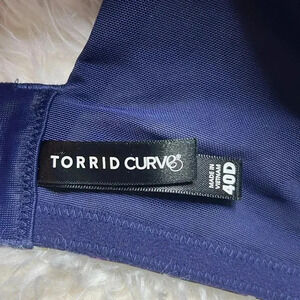 TORRID CURVE
MADE IN
VIETNAM
40D